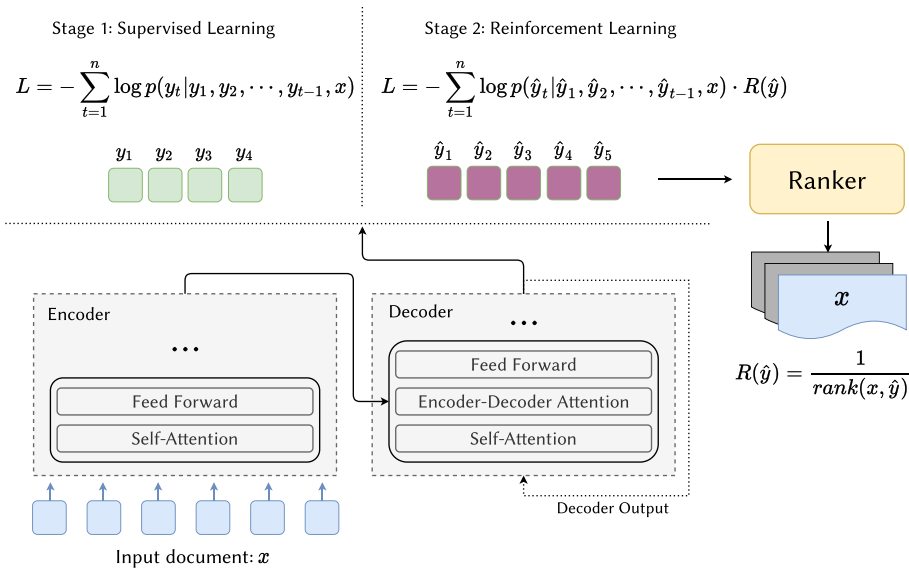 Stage 1: Supervised Learning
L = − ∑_{t=1}^{n} log p(y_t|y_1, y_2, ⋯, y_{t−1}, x)
y_1 y_2 y_3 y_4
Stage 2: Reinforcement Learning
L = − ∑_{t=1}^{n} log p(ŷ_t|ŷ_1, ŷ_2, ⋯, ŷ_{t−1}, x) · R(ŷ)
ŷ_1 ŷ_2 ŷ_3 ŷ_4 ŷ_5
Ranker
x
R(ŷ) = 1 / rank(x, ŷ)
Encoder
...
Feed Forward
Self-Attention
Input document: x
Decoder
...
Feed Forward
Encoder-Decoder Attention
Self-Attention
Decoder Output